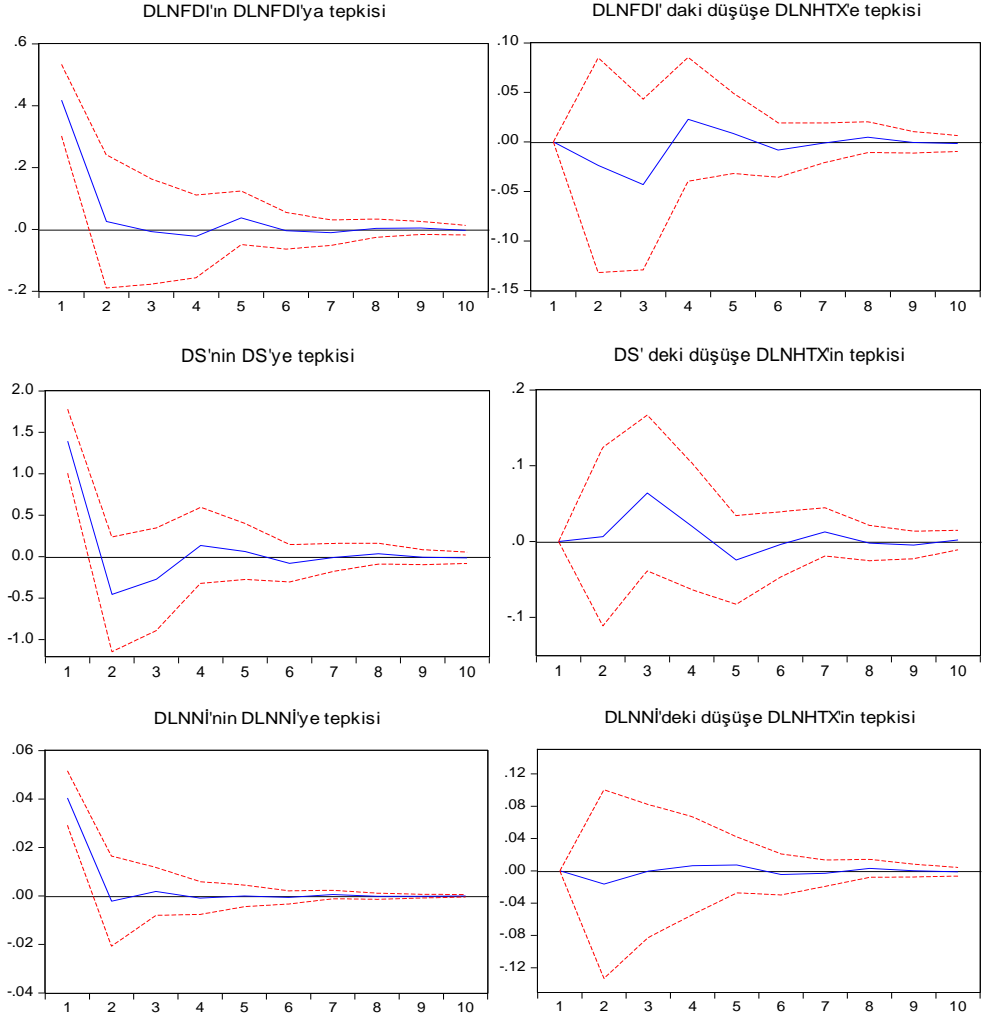 DLNFDI'ın DLNFDI'ya tepkisi
.6
.4
.2
.0
-.2
1 2 3 4 5 6 7 8 9 10
DLNFDI' daki düşüşe DLNHTX'e tepkisi
.10
.05
.00
-.05
-.10
-.15
1 2 3 4 5 6 7 8 9 10
DS'nin DS'ye tepkisi
2.0
1.5
1.0
0.5
0.0
-0.5
-1.0
1 2 3 4 5 6 7 8 9 10
DS' deki düşüşe DLNHTX'in tepkisi
.2
.1
.0
-.1
1 2 3 4 5 6 7 8 9 10
DLNNİ'nin DLNNİ'ye tepkisi
.06
.04
.02
.00
-.02
-.04
1 2 3 4 5 6 7 8 9 10
DLNNİ'deki düşüşe DLNHTX'in tepkisi
.12
.08
.04
.00
-.04
-.08
-.12
1 2 3 4 5 6 7 8 9 10